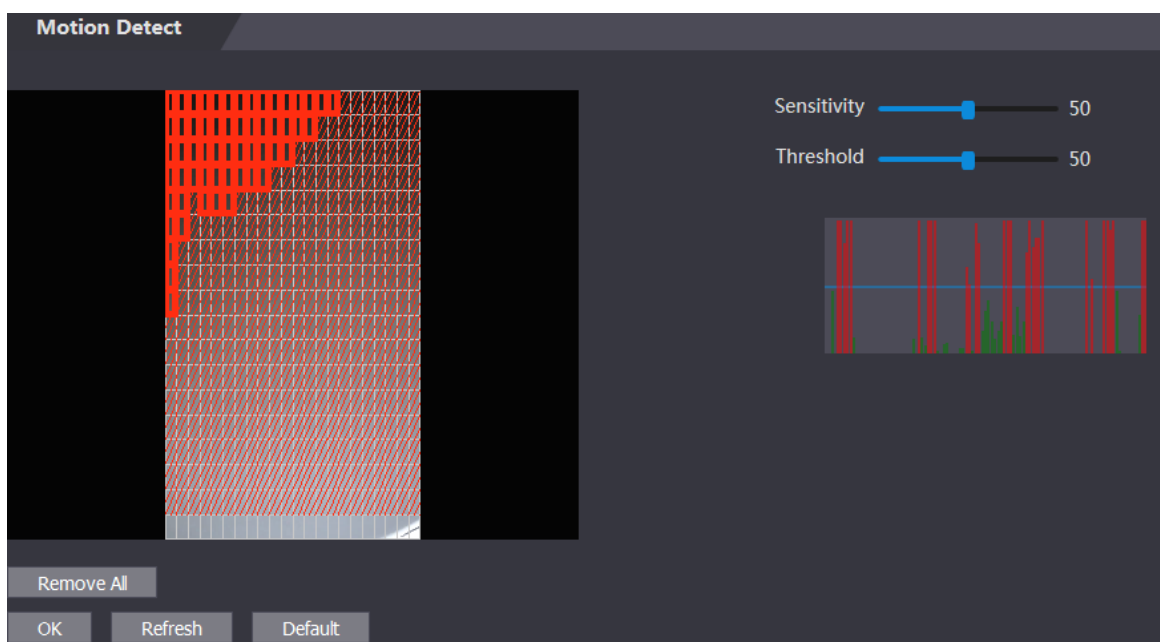 Motion Detect
Sensitivity 50
Threshold 50
Remove All
OK Refresh Default